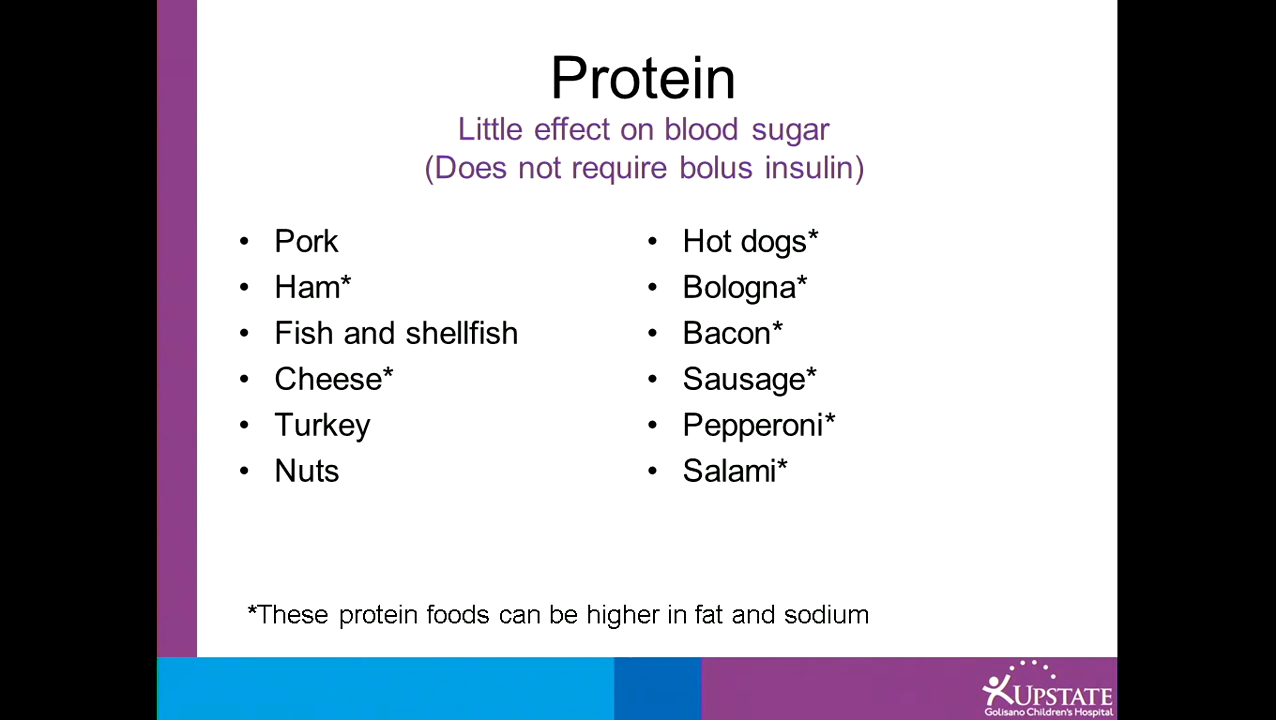 Protein
Little effect on blood sugar
(Does not require bolus insulin)
• Pork
• Ham*
• Fish and shellfish
• Cheese*
• Turkey
• Nuts
• Hot dogs*
• Bologna*
• Bacon*
• Sausage*
• Pepperoni*
• Salami*
*These protein foods can be higher in fat and sodium
UPSTATE
Golisano Children's Hospital